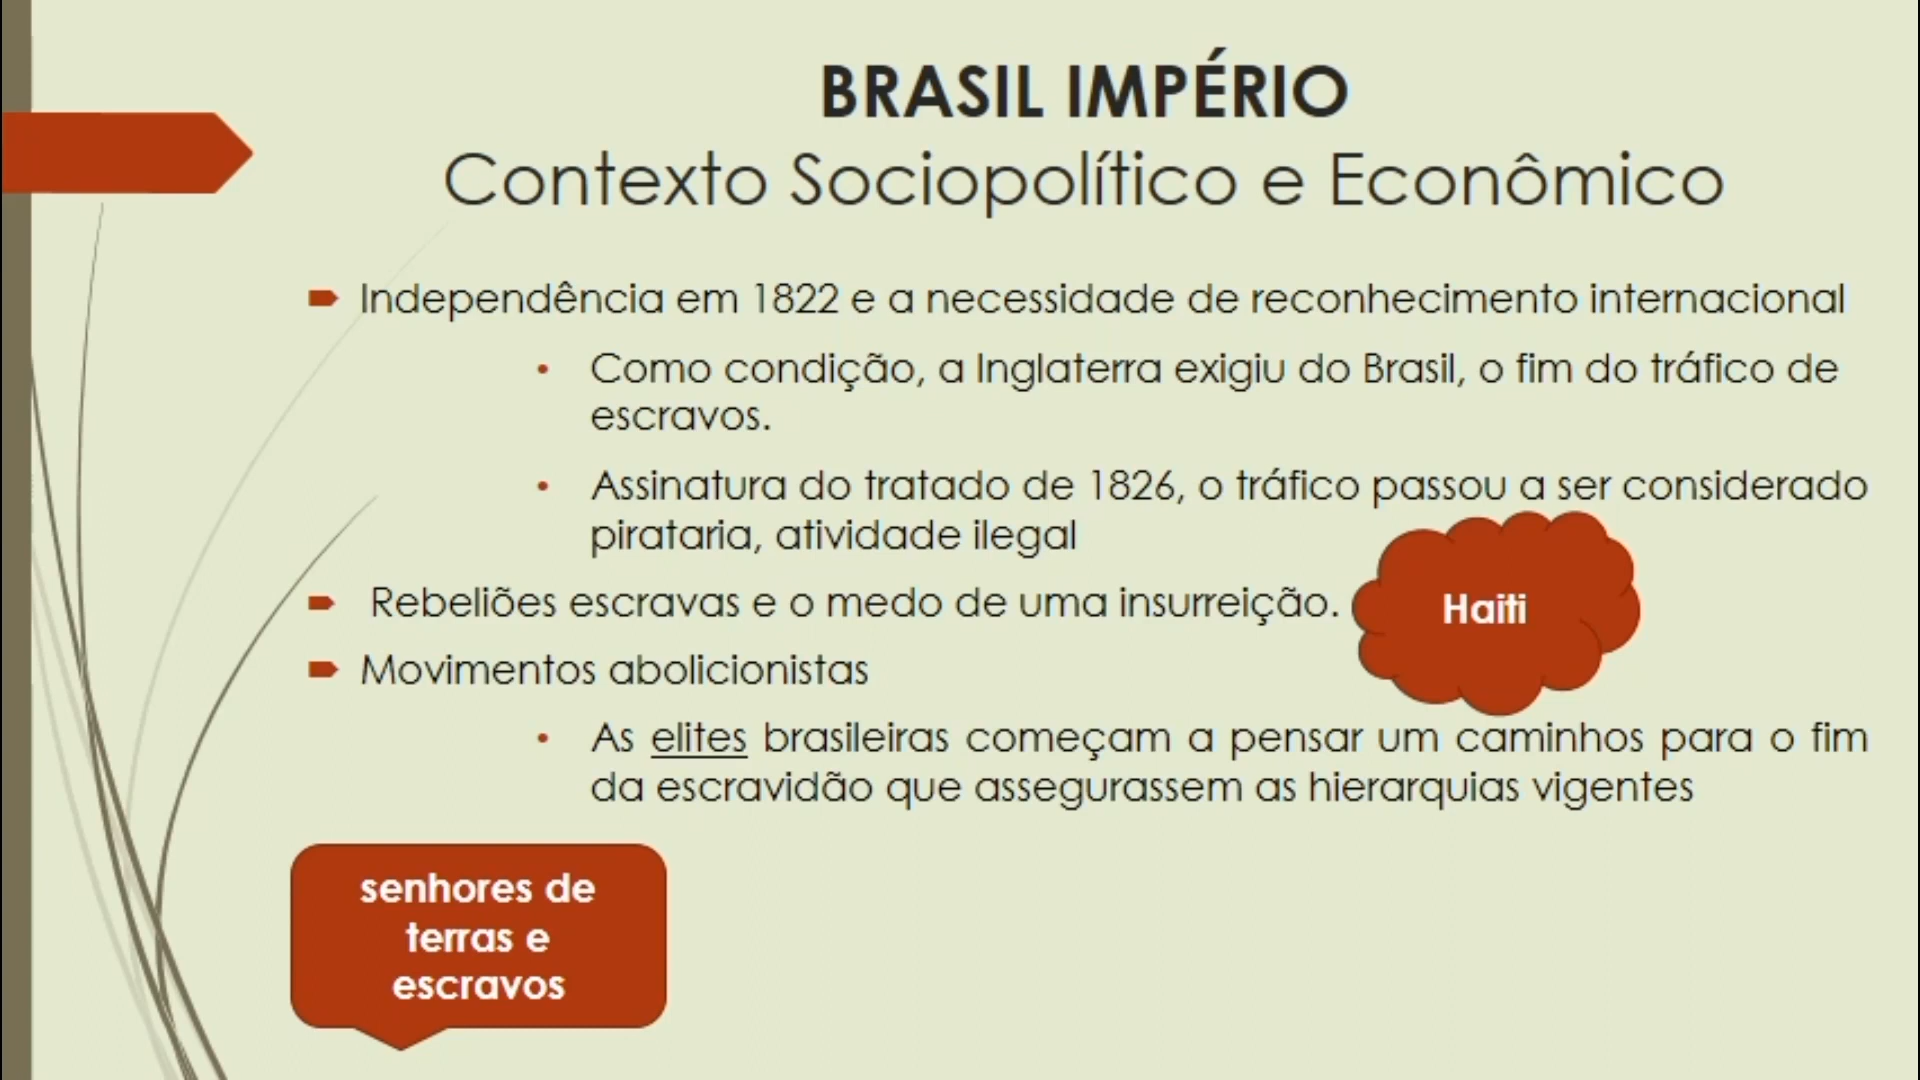 BRASIL IMPÉRIO
Contexto Sociopolítico e Econômico
Independência em 1822 e a necessidade de reconhecimento internacional
• Como condição, a Inglaterra exigiu do Brasil, o fim do tráfico de
escravos.
• Assinatura do tratado de 1826, o tráfico passou a ser considerado
pirataria, atividade ilegal
Rebeliões escravas e o medo de uma insurreição.
Haiti
Movimentos abolicionistas
• As elites brasileiras começam a pensar um caminhos para o fim
da escravidão que assegurassem as hierarquias vigentes
senhores de
terras e
escravos